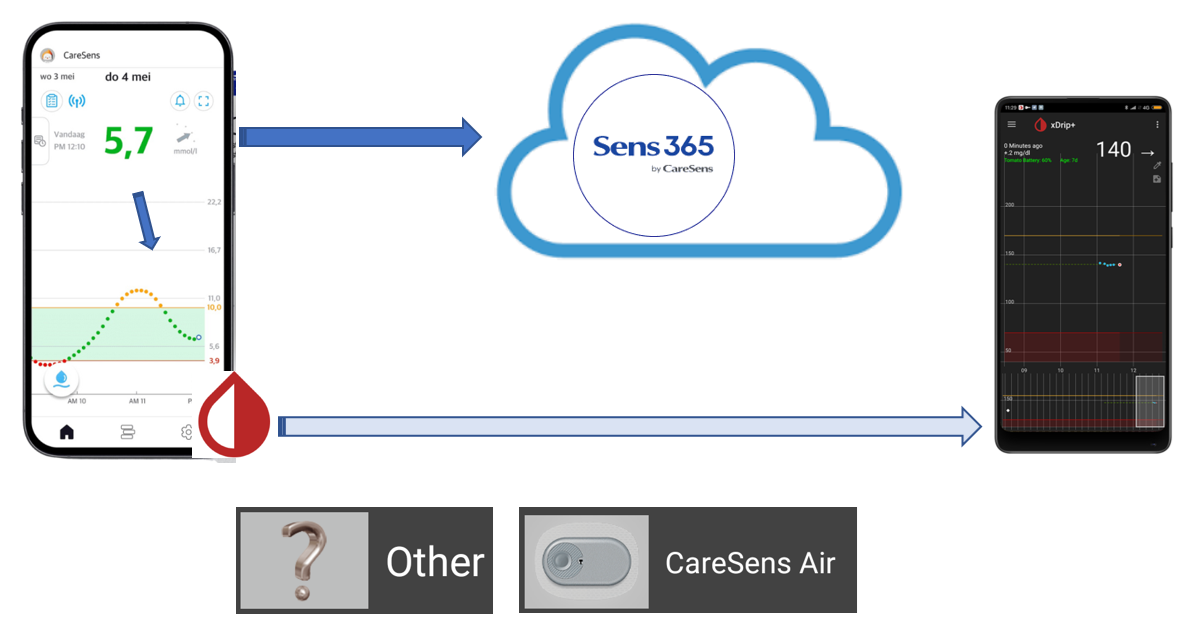 CareSens
wo 3 mei
do 4 mei
Vandaag
PM 12:10
5,7
mmol/l
22,2
16,7
11,0
10,0
5,6
3,9
AM 10
AM 11
P
Sens365
by CareSens
11:20
4G
xDrip+
0 Minutes ago
+.2 mg/dl
Tomato Battery: 60% Age: 7d
140 →
200
150
100
50
09 10 11 12
150
Other
CareSens Air